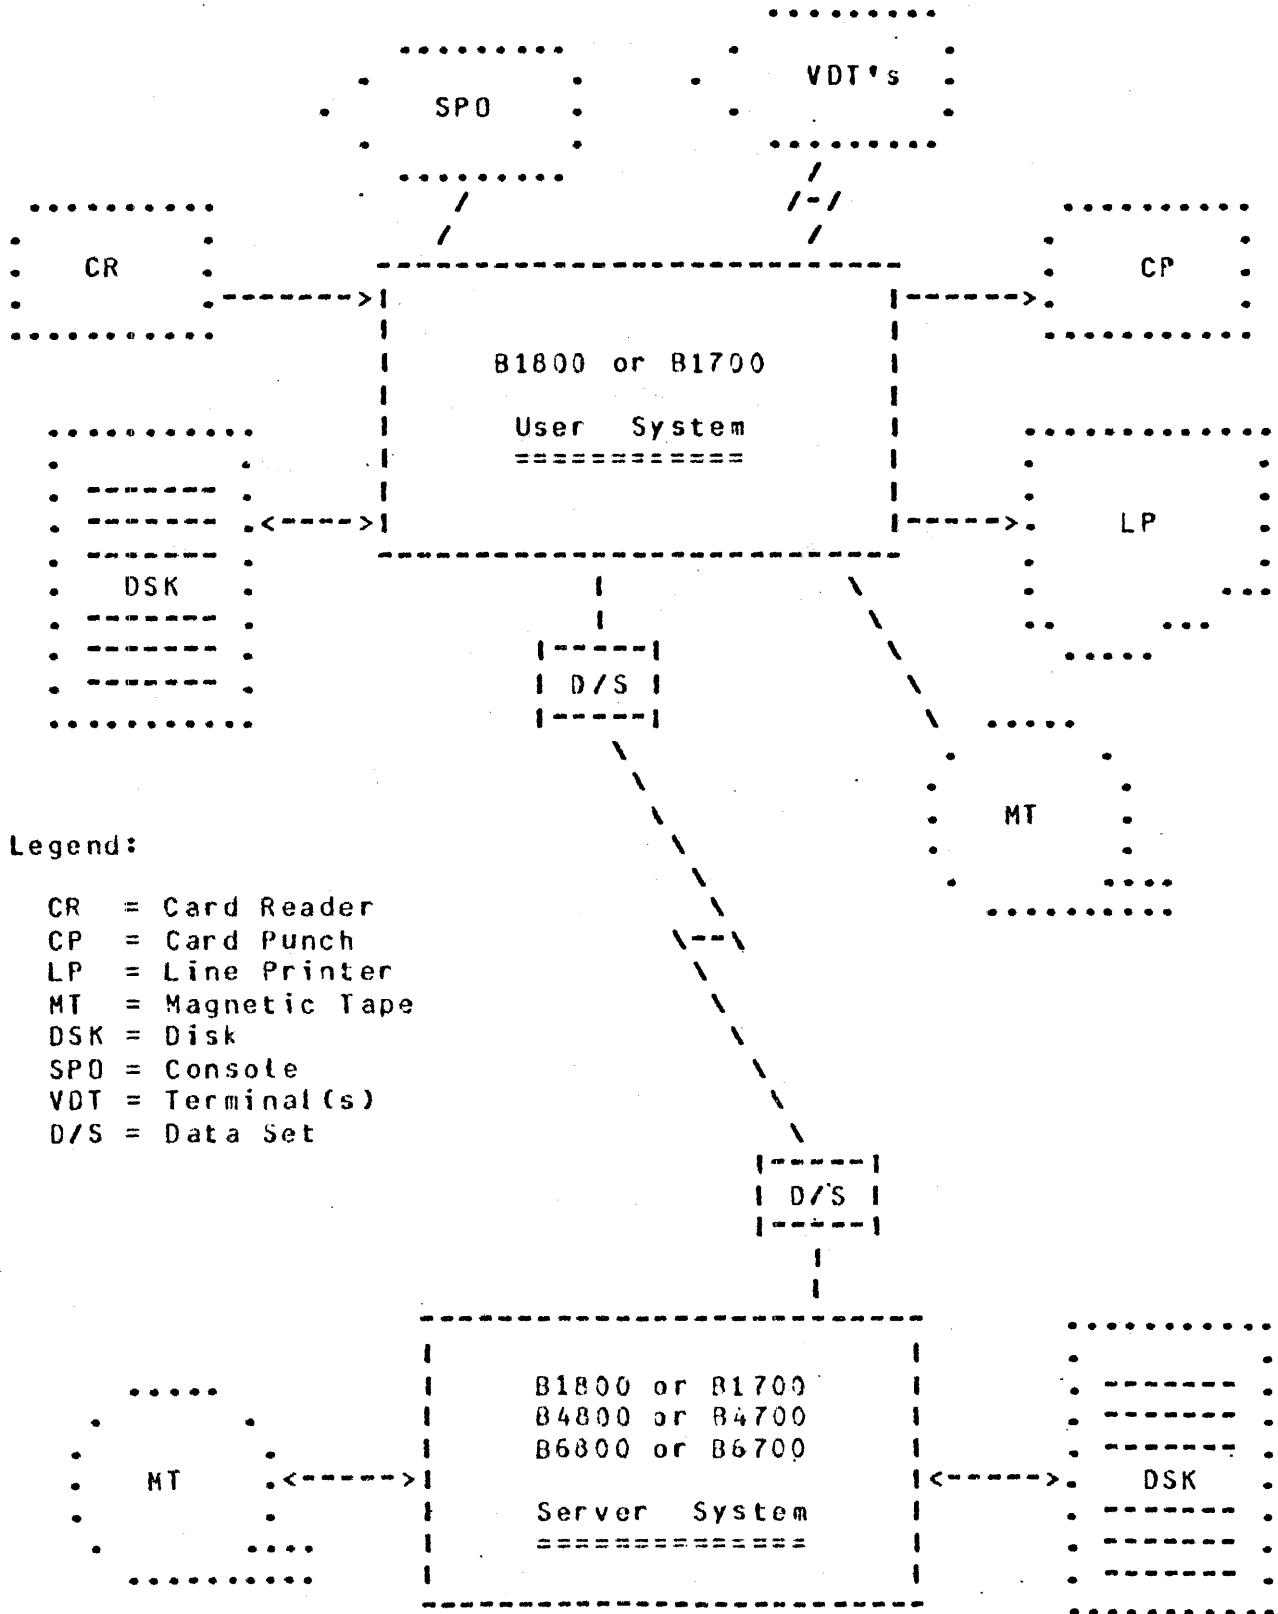 VDT's
SPO
CR
CP
B1800 or B1700
User System
============
LP
DSK
D/S
MT
Legend:
CR = Card Reader
CP = Card Punch
LP = Line Printer
MT = Magnetic Tape
DSK = Disk
SPO = Console
VDT = Terminal(s)
D/S = Data Set
D/S
B1800 or B1700
B4800 or B4700
B6800 or B6700
MT
DSK
Server System
==============